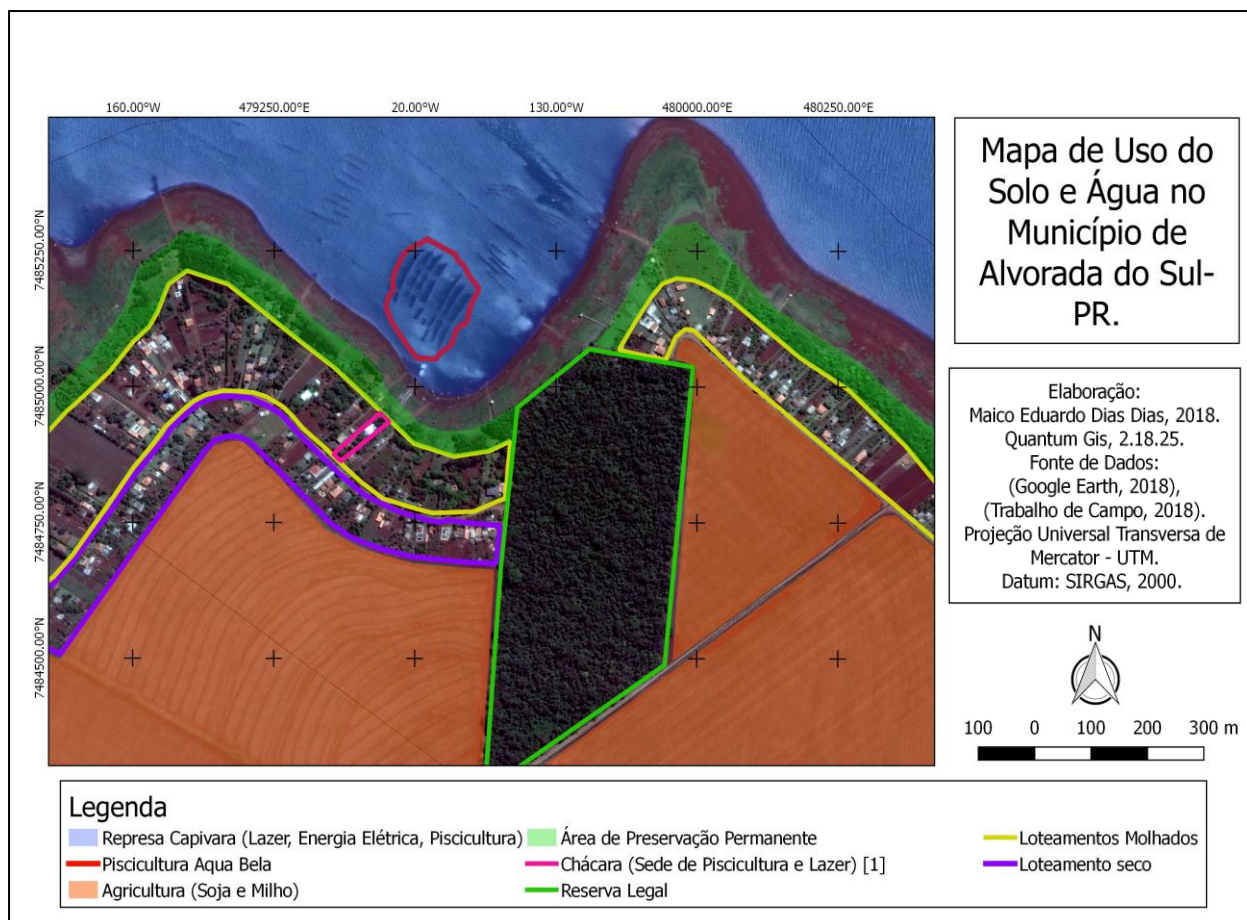 160.00°W 479250.00°E 20.00°W 130.00°W 480000.00°E 480250.00°E
7485250.00°N
7485000.00°N
7484750.00°N
7484500.00°N
Mapa de Uso do
Solo e Água no
Município de
Alvorada do Sul-
PR.
Elaboração:
Maico Eduardo Dias Dias, 2018.
Quantum Gis, 2.18.25.
Fonte de Dados:
(Google Earth, 2018),
(Trabalho de Campo, 2018).
Projeção Universal Transversa de
Mercator - UTM.
Datum: SIRGAS, 2000.
N
100 0 100 200 300 m
Legenda
Represa Capivara (Lazer, Energia Elétrica, Piscicultura)
Piscicultura Aqua Bela
Agricultura (Soja e Milho)
Área de Preservação Permanente
Chácara (Sede de Piscicultura e Lazer) [1]
Reserva Legal
Loteamentos Molhados
Loteamento seco